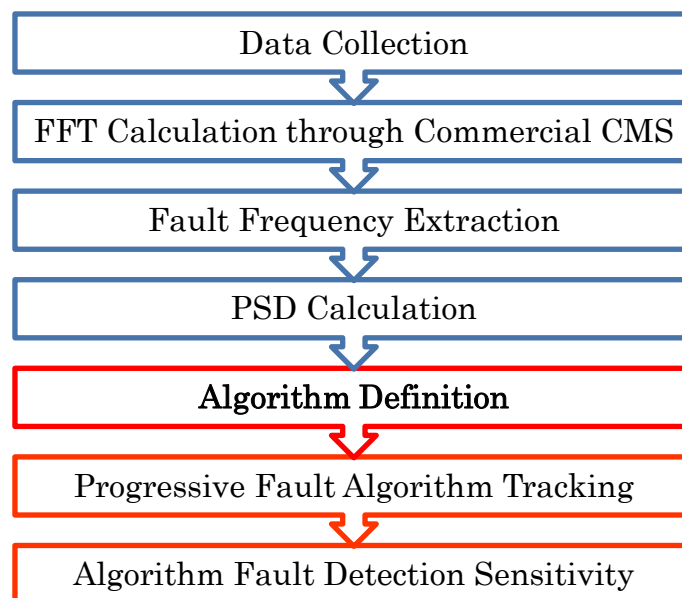 Data Collection
FFT Calculation through Commercial CMS
Fault Frequency Extraction
PSD Calculation
Algorithm Definition
Progressive Fault Algorithm Tracking
Algorithm Fault Detection Sensitivity